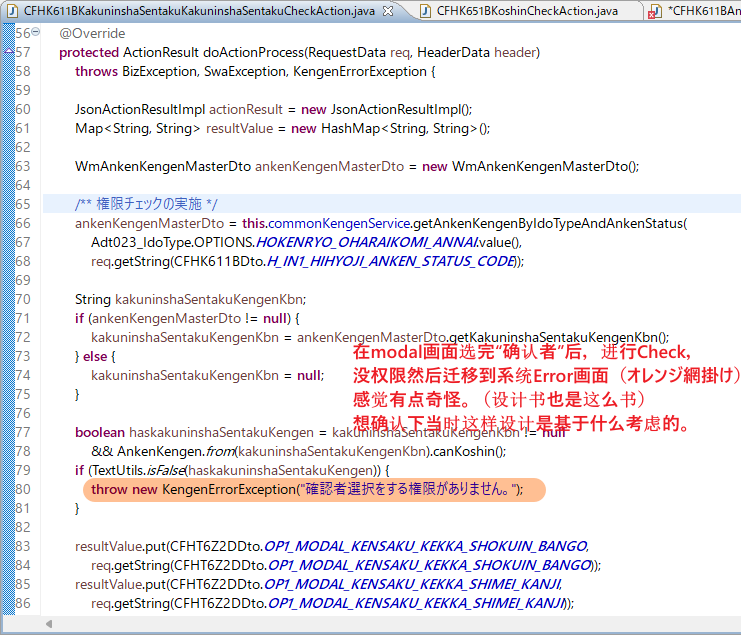 CFHK611BKakuninshaSentakuKakuninshaSentakuCheckAction.java CFHK651BKoshinCheckAction.java *CFHK611BAn
56 @Override
57 protected ActionResult doActionProcess(RequestData req, HeaderData header)
58 throws BizException, SwaException, KengenErrorException {
59
60 JsonActionResultImpl actionResult = new JsonActionResultImpl();
61 Map<String, String> resultValue = new HashMap<String, String>();
62
63 WmAnkenKengenMasterDto ankenKengenMasterDto = new WmAnkenKengenMasterDto();
64
65 /** 権限チェックの実施 */
66 ankenKengenMasterDto = this.commonKengenService.getAnkenKengenByIdoTypeAndAnkenStatus(
67 Adt023_IdoType.OPTIONS.HOKENRYO_OHARAIKOMI_ANNAI.value(),
68 req.getString(CFHK611BDto.H_IN1_HIHYOJI_ANKEN_STATUS_CODE));
69
70 String kakuninshaSentakuKengenKbn;
71 if (ankenKengenMasterDto != null) {
72 kakuninshaSentakuKengenKbn = ankenKengenMasterDto.getKakuninshaSentakuKengenKbn();
73 } else {
74 kakuninshaSentakuKengenKbn = null;
75 }
76
在modal画面选完“确认者“后，进行Check，
没权限然后迁移到系统Error画面（オレンジ網掛け）
感觉有点奇怪。（设计书也是这么书）
想确认下当时这样设计是基于什么考虑的。
77 boolean haskakuninshaSentakuKengen = kakuninshaSentakuKengenKbn != null
78 && AnkenKengen.from(kakuninshaSentakuKengenKbn).canKoshin();
79 if (TextUtils.isFalse(haskakuninshaSentakuKengen)) {
80 throw new KengenErrorException("確認者選択をする権限がありません。");
81 }
82
83 resultValue.put(CFHT6Z2DDto.OP1_MODAL_KENSAKU_KEKKA_SHOKUIN_BANGO,
84 req.getString(CFHT6Z2DDto.OP1_MODAL_KENSAKU_KEKKA_SHOKUIN_BANGO));
85 resultValue.put(CFHT6Z2DDto.OP1_MODAL_KENSAKU_KEKKA_SHIMEI_KANJI,
86 req.getString(CFHT6Z2DDto.OP1_MODAL_KENSAKU_KEKKA_SHIMEI_KANJI));